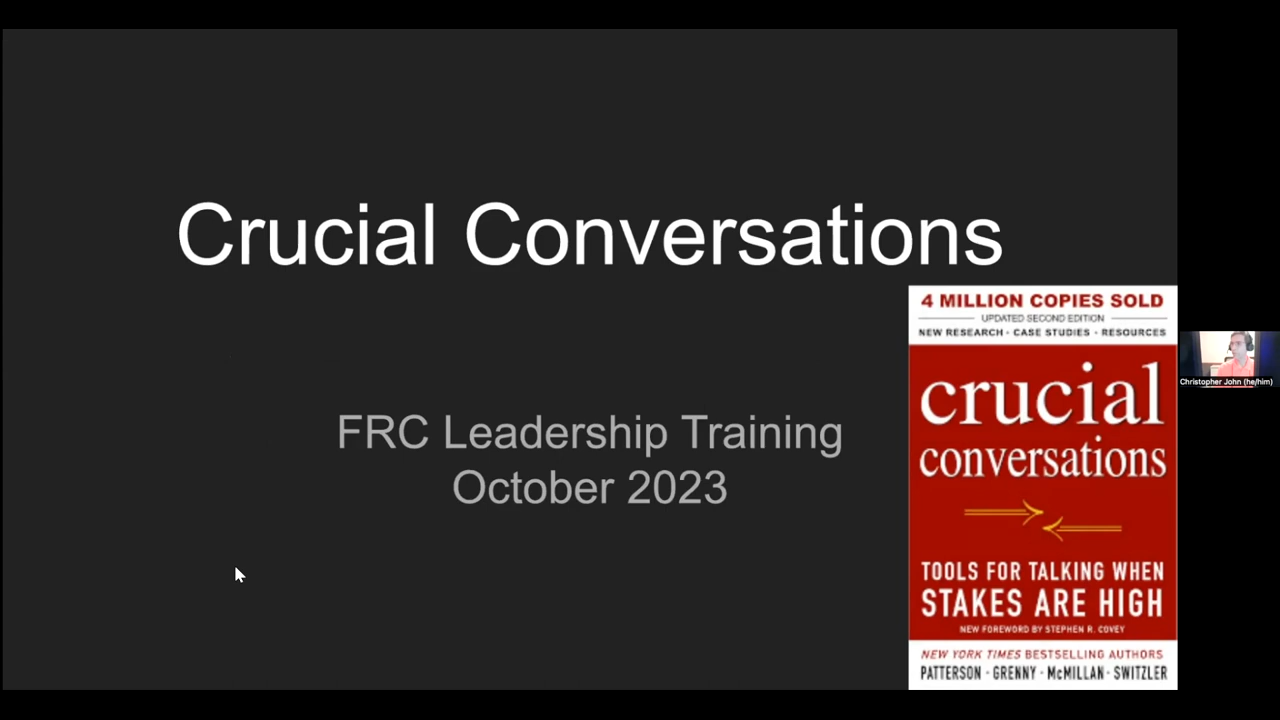 Crucial Conversations
FRC Leadership Training
October 2023
4 MILLION COPIES SOLD
UPDATED SECOND EDITION
NEW RESEARCH · CASE STUDIES · RESOURCES
crucial
conversations
TOOLS FOR TALKING WHEN
STAKES ARE HIGH
NEW FOREWORD BY STEPHEN R. COVEY
NEW YORK TIMES BESTSELLING AUTHORS
PATTERSON · GRENNY · McMILLAN · SWITZLER
Christopher John (he/him)